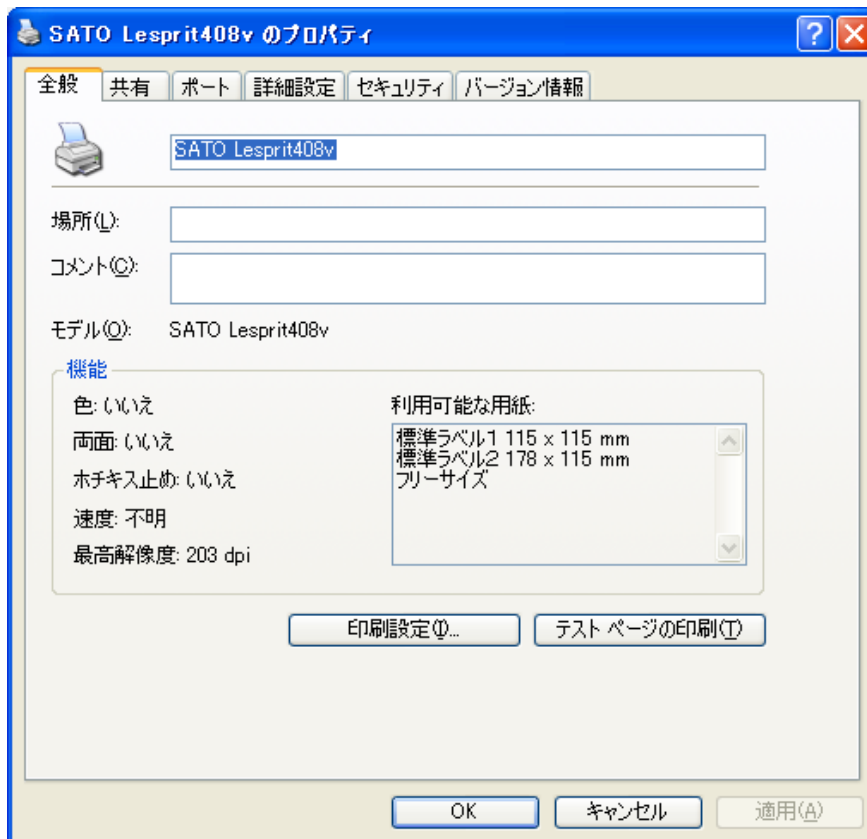 SATO Lesprit408v のプロパティ
全般 共有 ポート 詳細設定 セキュリティ バージョン情報
SATO Lesprit408v
場所(L):
コメント(C):
モデル(O): SATO Lesprit408v
機能
色: いいえ
両面: いいえ
ホチキス止め: いいえ
速度: 不明
最高解像度: 203 dpi
利用可能な用紙:
標準ラベル1 115 x 115 mm
標準ラベル2 178 x 115 mm
フリーサイズ
印刷設定(I)... テスト ページの印刷(T)
OK キャンセル 適用(A)